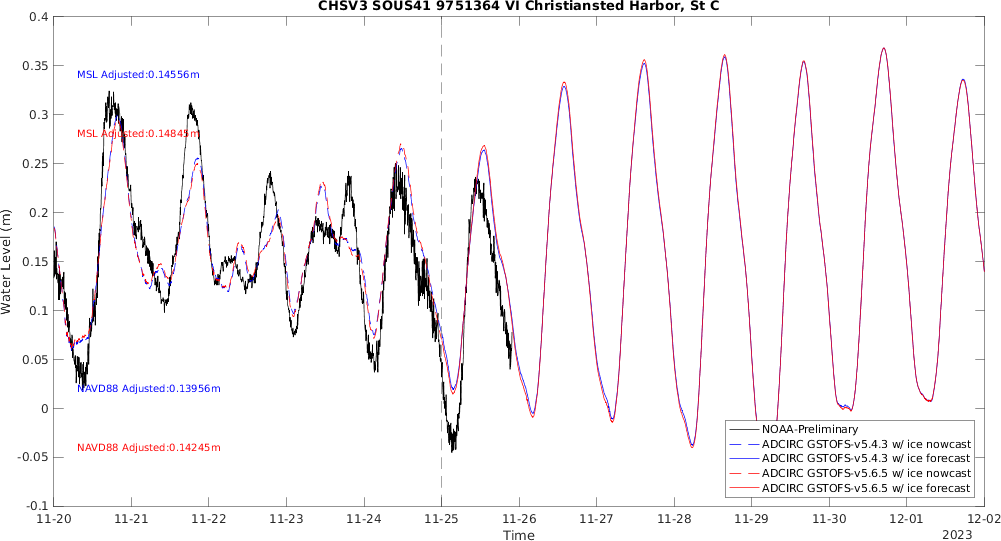 CHSV3 SOUS41 9751364 VI Christiansted Harbor, St C
0.4
0.35
0.3
0.25
0.2
0.15
0.1
0.05
0
-0.05
-0.1
Water Level (m)
MSL Adjusted:0.14556m
MSL Adjusted:0.14845m
NAVD88 Adjusted:0.13956m
NAVD88 Adjusted:0.14245m
NOAA-Preliminary
ADCIRC GSTOFS-v5.4.3 w/ ice nowcast
ADCIRC GSTOFS-v5.4.3 w/ ice forecast
ADCIRC GSTOFS-v5.6.5 w/ ice nowcast
ADCIRC GSTOFS-v5.6.5 w/ ice forecast
11-20 11-21 11-22 11-23 11-24 11-25 11-26 11-27 11-28 11-29 11-30 12-01 12-02
Time
2023